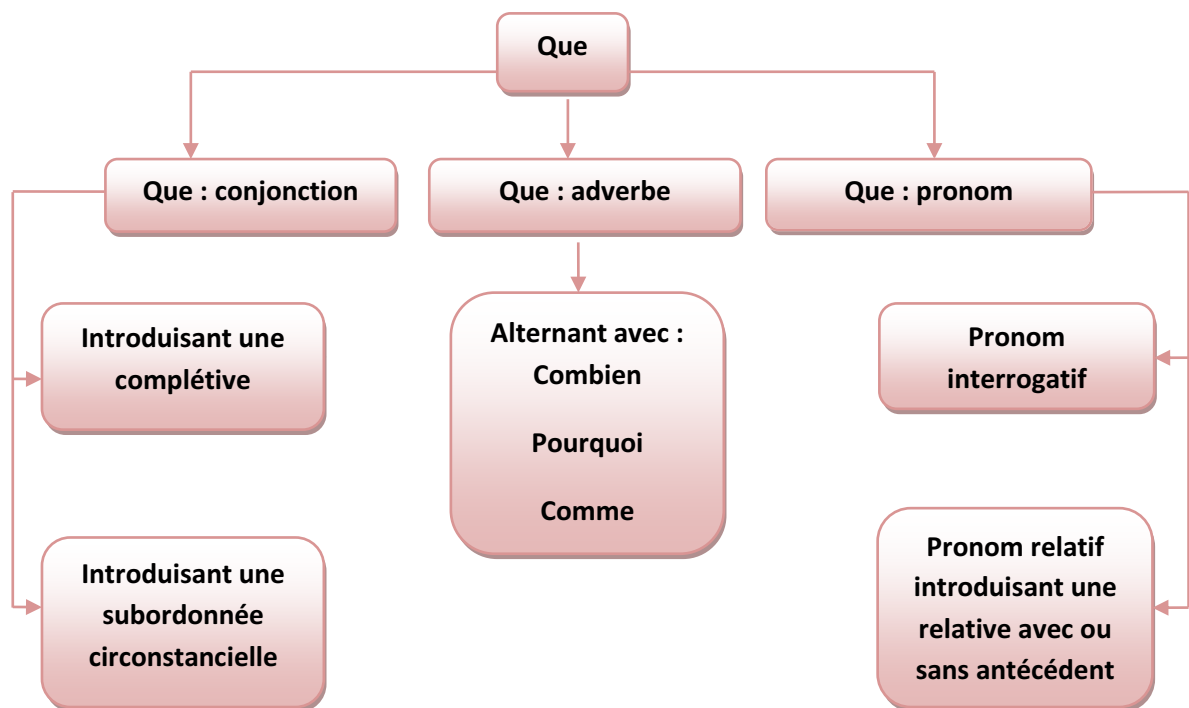 Que
Que : conjonction
Que : adverbe
Que : pronom
Introduisant une
complétive
Alternant avec :
Combien
Pourquoi
Comme
Pronom
interrogatif
Introduisant une
subordonnée
circonstancielle
Pronom relatif
introduisant une
relative avec ou
sans antécédent